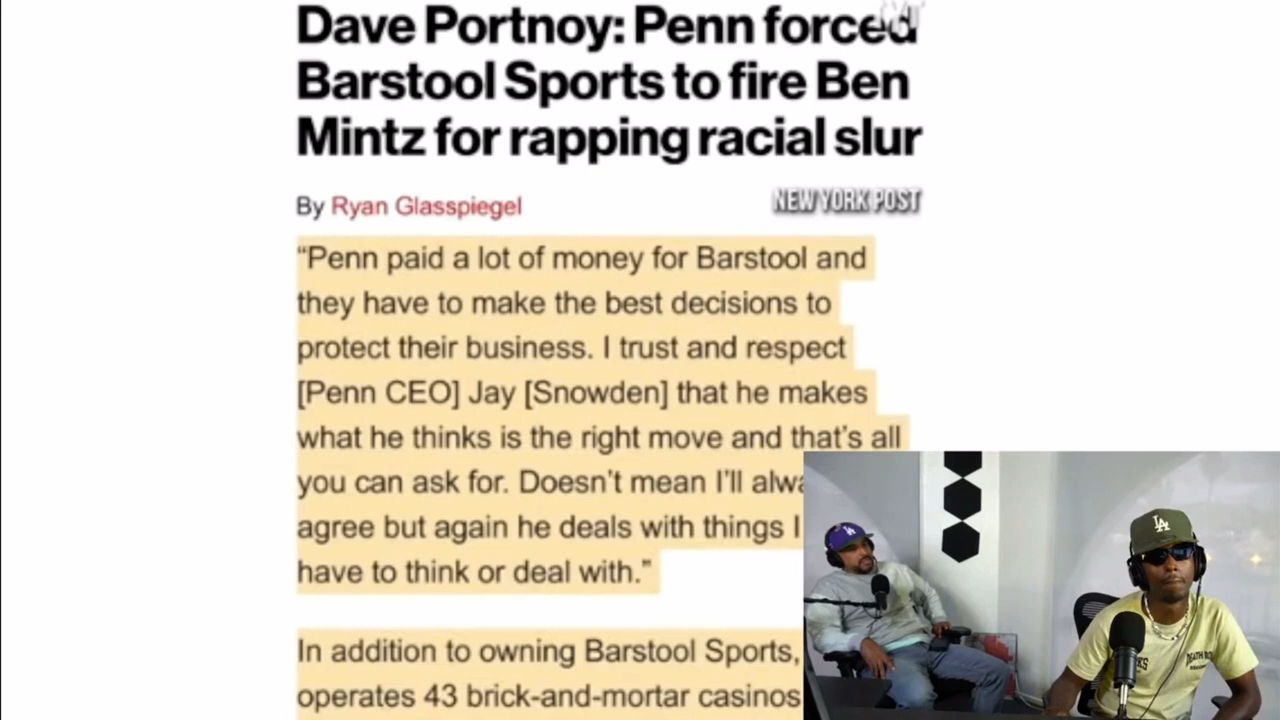 Dave Portnoy: Penn forced
Barstool Sports to fire Ben
Mintz for rapping racial slur
By Ryan Glasspiegel
NEW YORK POST
“Penn paid a lot of money for Barstool and
they have to make the best decisions to
protect their business. I trust and respect
[Penn CEO] Jay [Snowden] that he makes
what he thinks is the right move and that’s all
you can ask for. Doesn’t mean I’ll
agree but again he deals with things I
have to think or deal with.”
In addition to owning Barstool Sports,
operates 43 brick-and-mortar casinos
LA
LA
DEATH